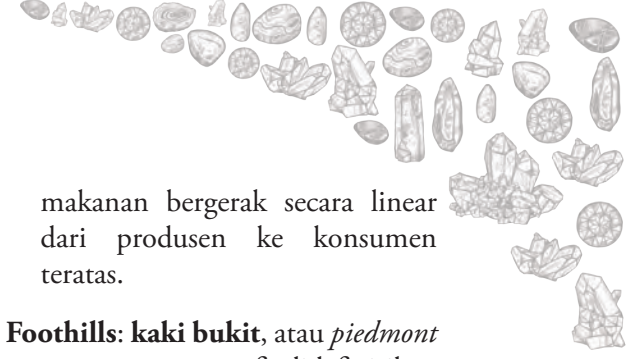 makanan bergerak secara linear
dari produsen ke konsumen
teratas.
Foothills: kaki bukit, atau piedmont